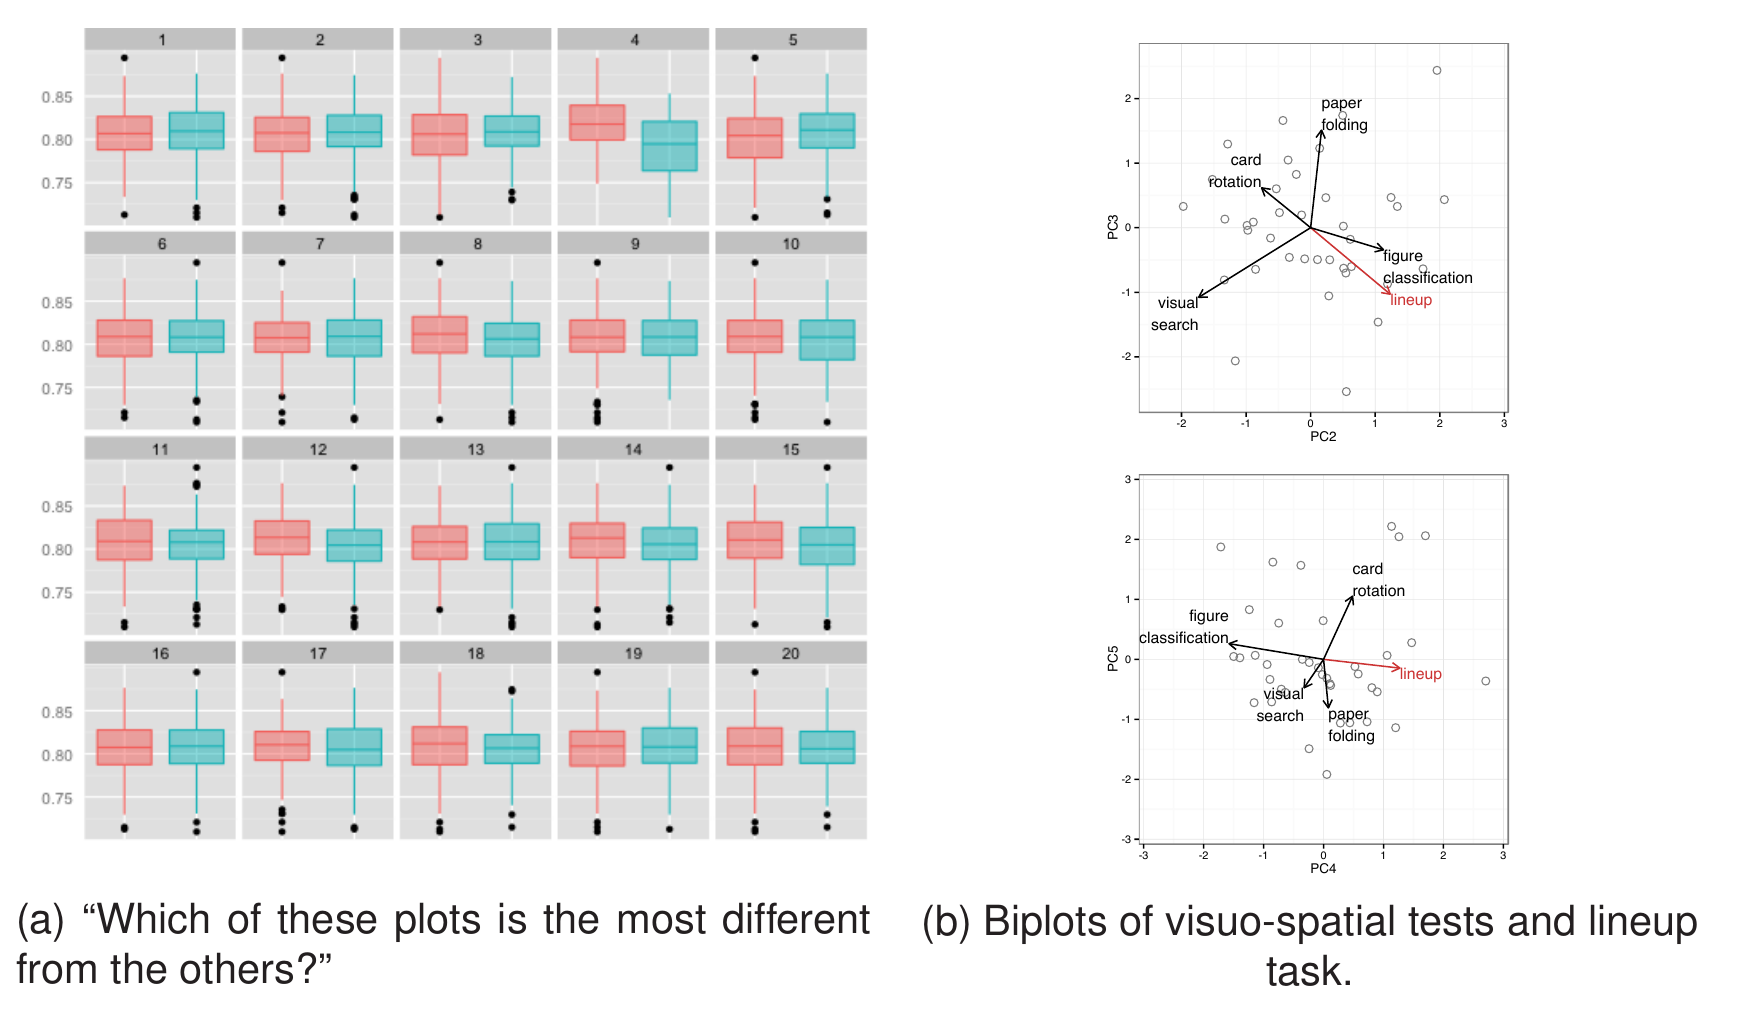 1 2 3 4 5
0.85
0.80
0.75
6 7 8 9 10
0.85
0.80
0.75
11 12 13 14 15
0.85
0.80
0.75
16 17 18 19 20
0.85
0.80
0.75
(a) “Which of these plots is the most different
from the others?”
PC3
2
1
0
-1
-2
paper
folding
card
rotation
figure
classification
lineup
visual
search
-2 -1 0 1 2 3
PC2
PC5
3
2
1
0
-1
-2
-3
card
rotation
figure
classification
lineup
visual
search
paper
folding
-3 -2 -1 0 1 2 3
PC4
(b) Biplots of visuo-spatial tests and lineup
task.